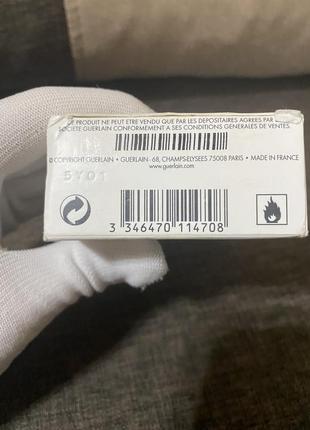 CE PRODUIT NE PEUT ETRE VENDU QUE PAR LES DEPOSITAIRES AGREES PAR LA
SOCIETE GUERLAIN CONFORMEMENT A SES CONDITIONS GENERALES DE VENTES.
© COPYRIGHT GUERLAIN • GUERLAIN - 68, CHAMPS-ELYSEES 75008 PARIS • MADE IN FRANCE
www.guerlain.com
5Y01
3 346470 114708